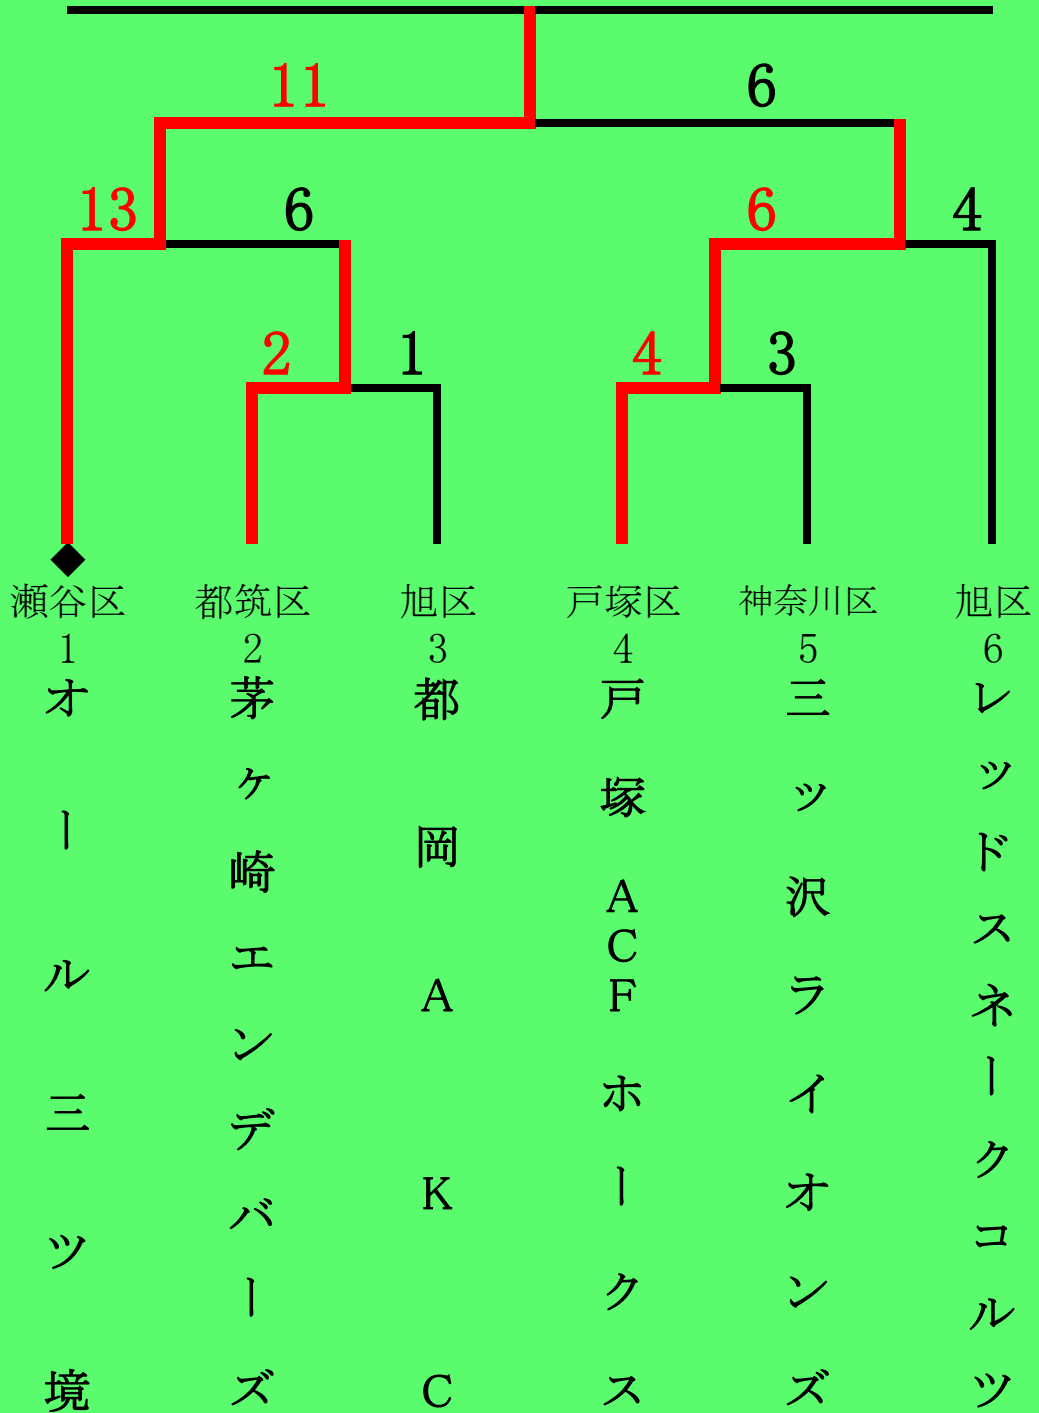 11 6
13 6 6 4
2 1 4 3
瀬谷区 都筑区 旭区 戸塚区 神奈川区 旭区
1 2 3 4 5 6
オール三ツ境
茅ヶ崎エンデバーズ
都岡AKC
戸塚ACFホークス
三ッ沢ライオンズ
レッドスネークコルツ